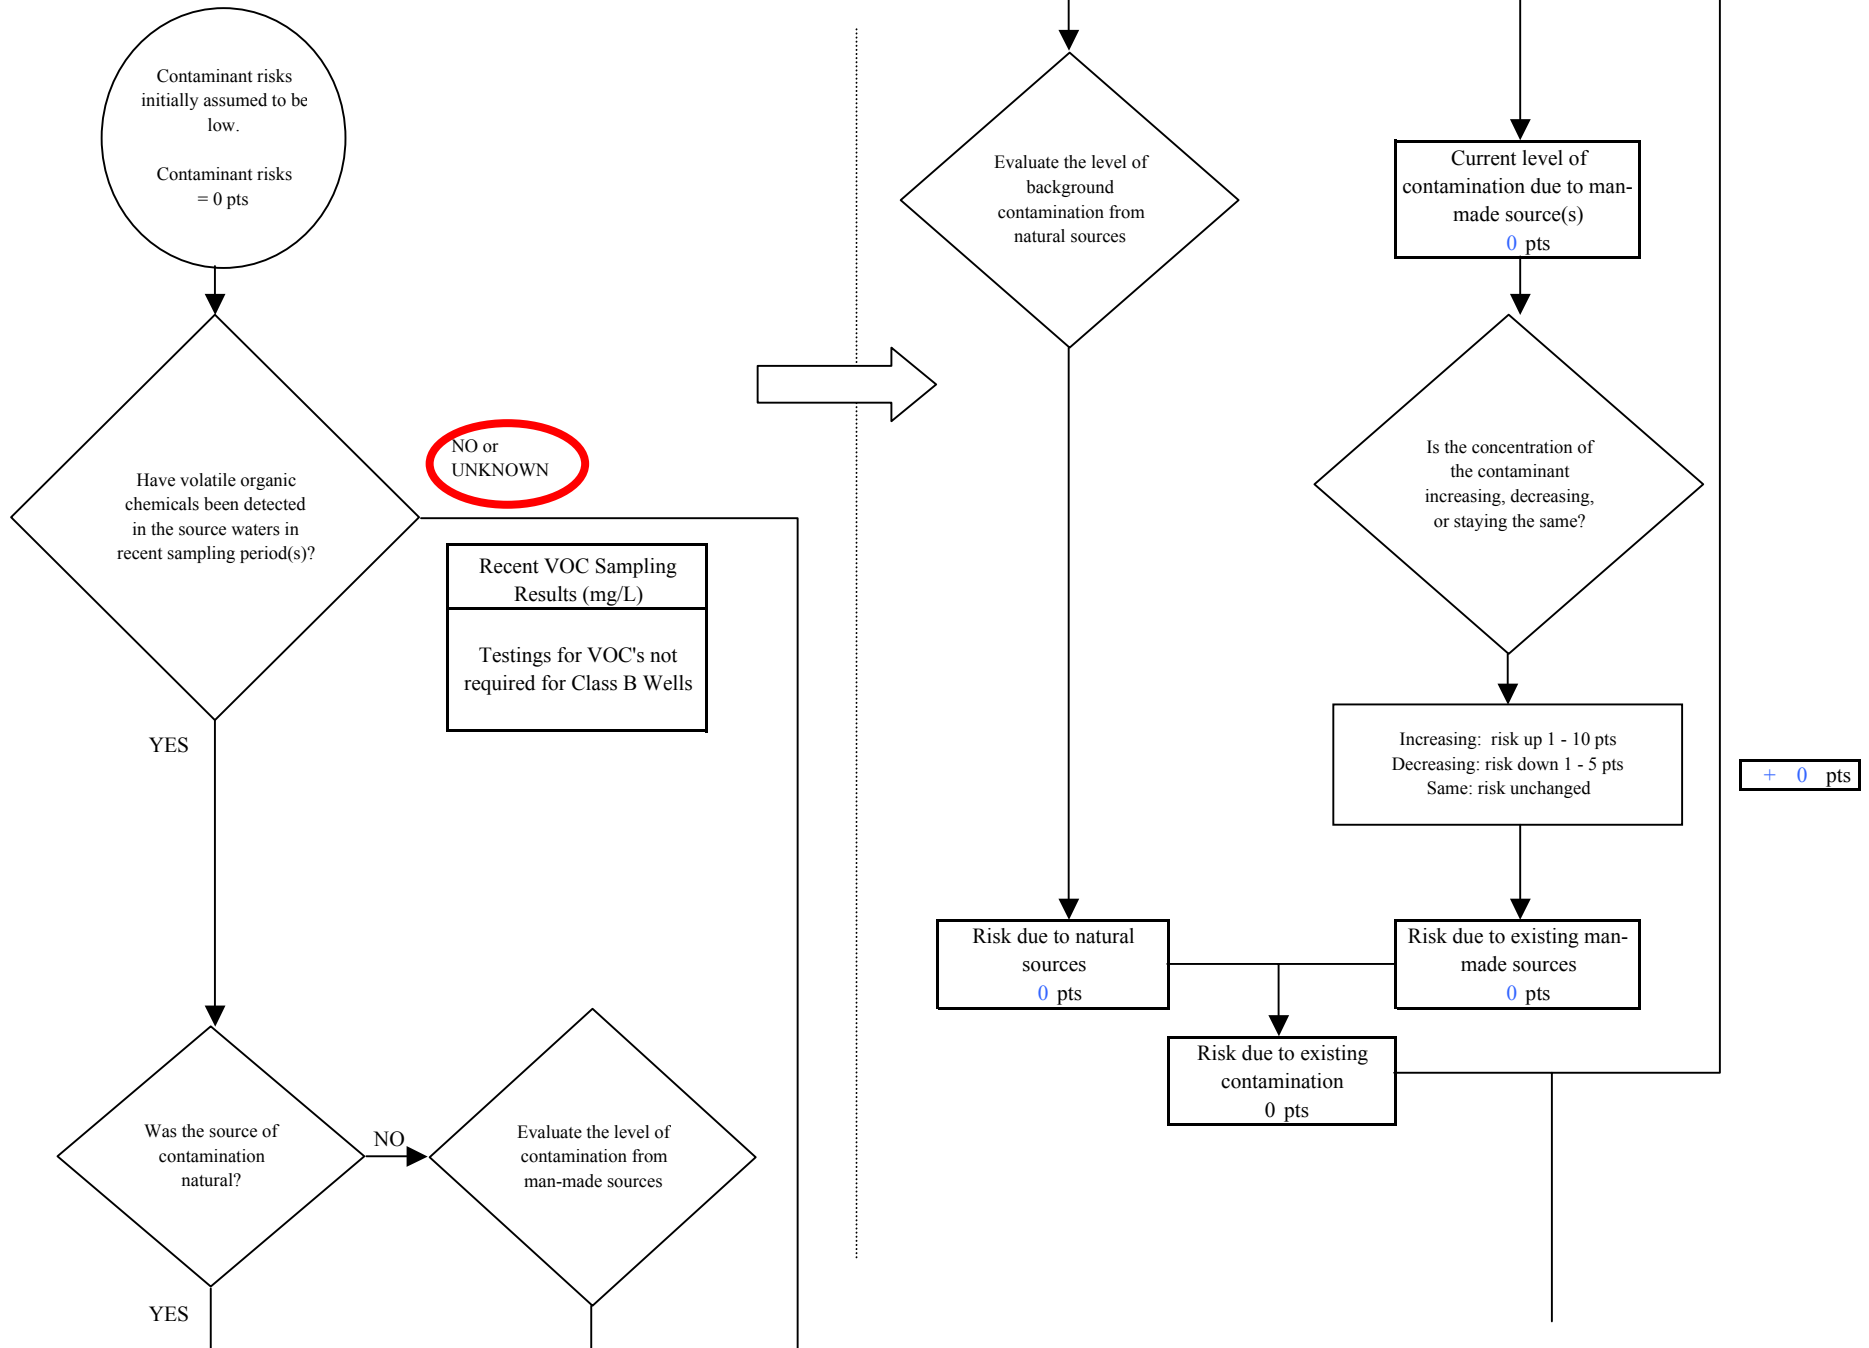 Contaminant risks
initially assumed to be
low.
Contaminant risks
= 0 pts
Have volatile organic
chemicals been detected
in the source waters in
recent sampling period(s)?
NO or
UNKNOWN
Recent VOC Sampling
Results (mg/L)
Testings for VOC's not
required for Class B Wells
YES
Was the source of
contamination
natural?
NO
Evaluate the level of
contamination from
man-made sources
YES
Evaluate the level of
background
contamination from
natural sources
Current level of
contamination due to man-
made source(s)
0 pts
Is the concentration of
the contaminant
increasing, decreasing,
or staying the same?
Increasing: risk up 1 - 10 pts
Decreasing: risk down 1 - 5 pts
Same: risk unchanged
+ 0 pts
Risk due to natural
sources
0 pts
Risk due to existing man-
made sources
0 pts
Risk due to existing
contamination
0 pts